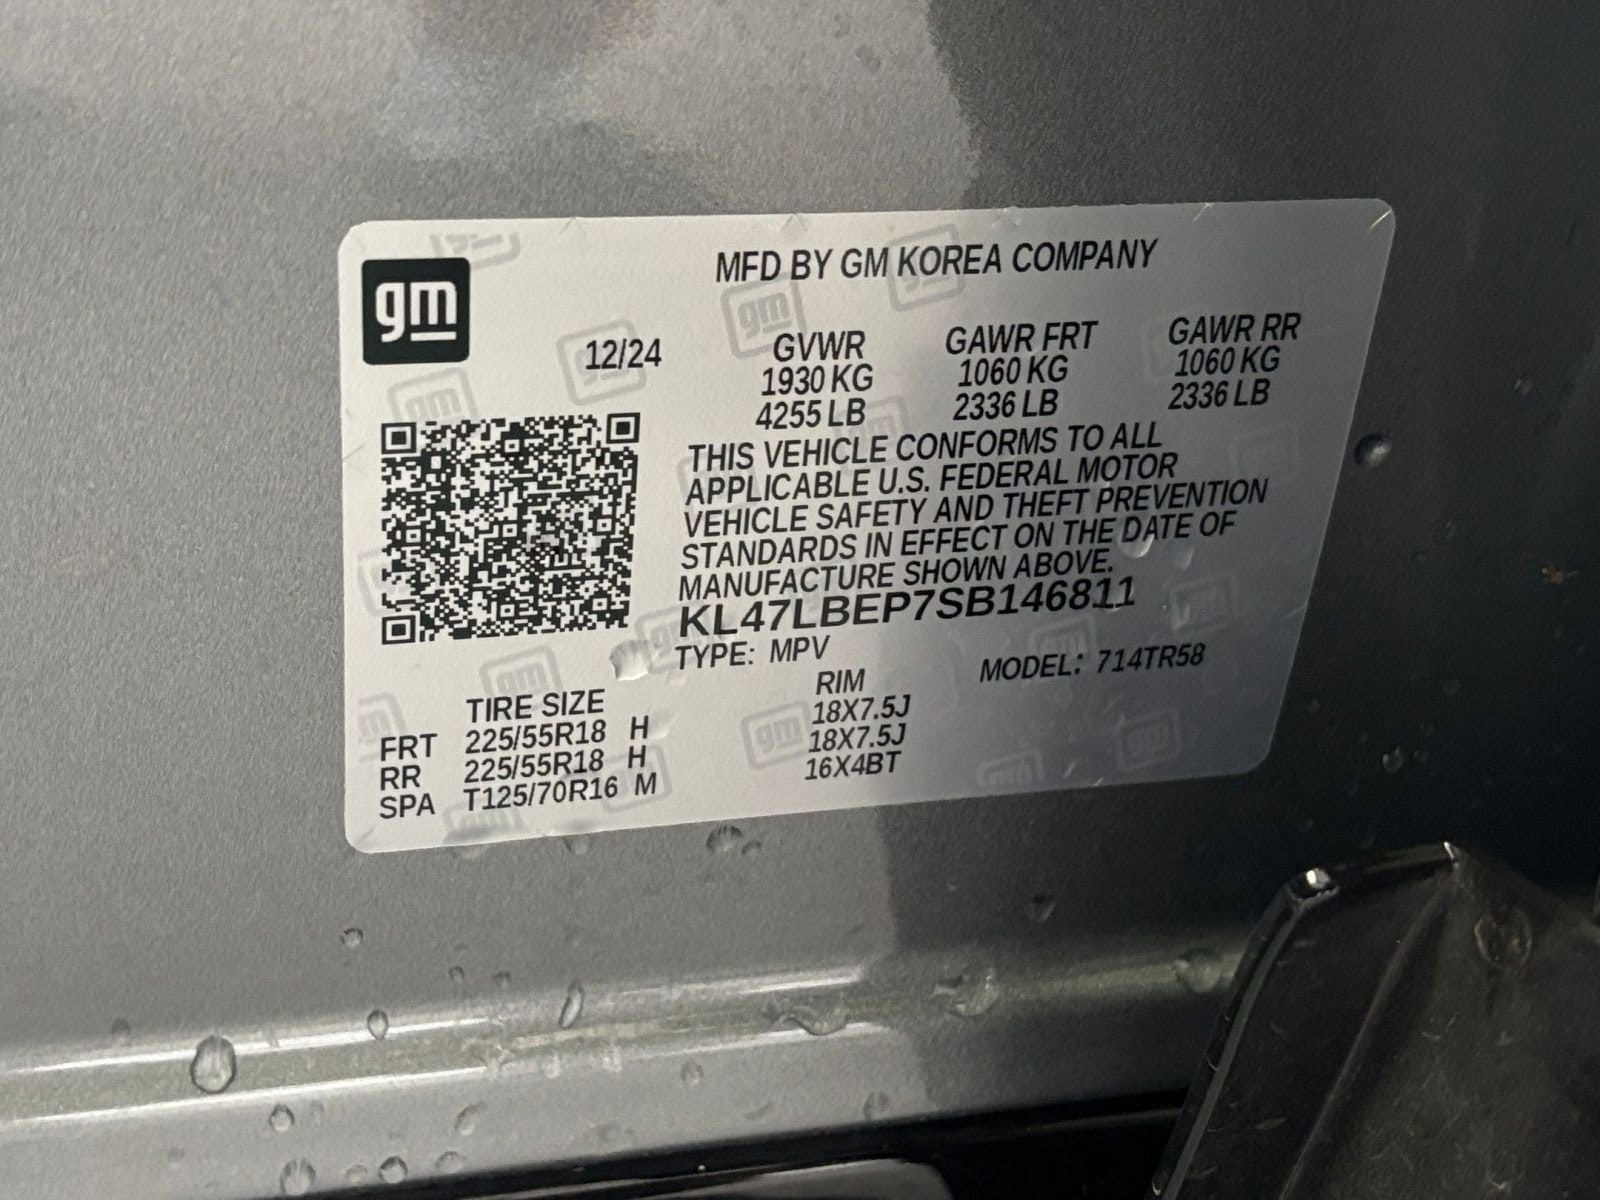 gm
MFD BY GM KOREA COMPANY
12/24
GVWR GAWR FRT GAWR RR
1930 KG 1060 KG 1060 KG
4255 LB 2336 LB 2336 LB
THIS VEHICLE CONFORMS TO ALL
APPLICABLE U.S. FEDERAL MOTOR
VEHICLE SAFETY AND THEFT PREVENTION
STANDARDS IN EFFECT ON THE DATE OF
MANUFACTURE SHOWN ABOVE.
KL47LBEP7SB146811
TYPE: MPV MODEL: 714TR58
TIRE SIZE RIM
FRT 225/55R18 H 18X7.5J
RR 225/55R18 H 18X7.5J
SPA T125/70R16 M 16X4BT